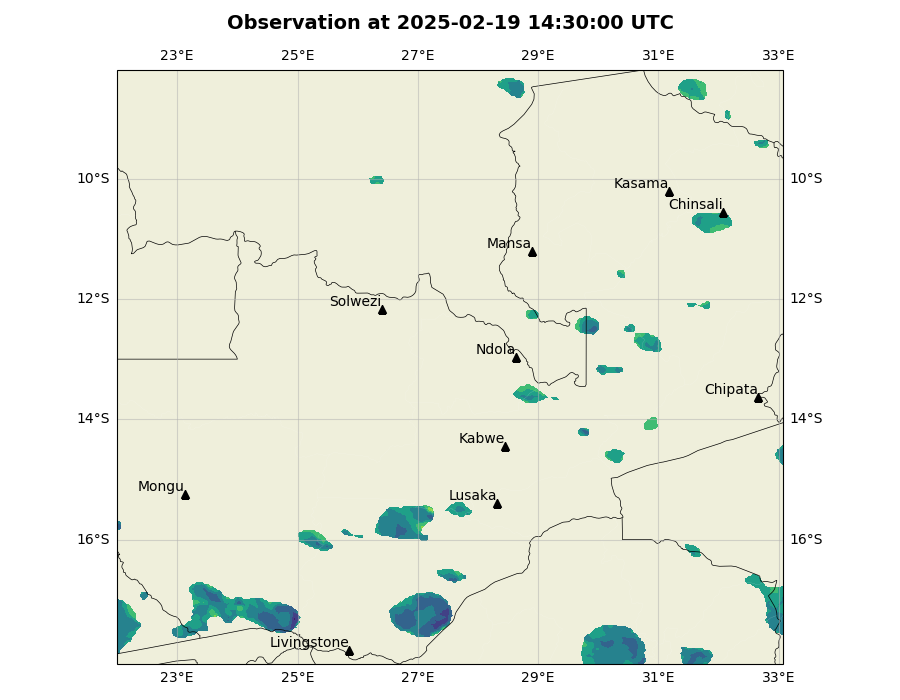 Observation at 2025-02-19 14:30:00 UTC
23°E 25°E 27°E 29°E 31°E 33°E
10°S 10°S
Kasama
Chinsali
Mansa
12°S 12°S
Solwezi
Ndola
Chipata
14°S 14°S
Kabwe
Mongu
Lusaka
16°S 16°S
Livingstone
23°E 25°E 27°E 29°E 31°E 33°E